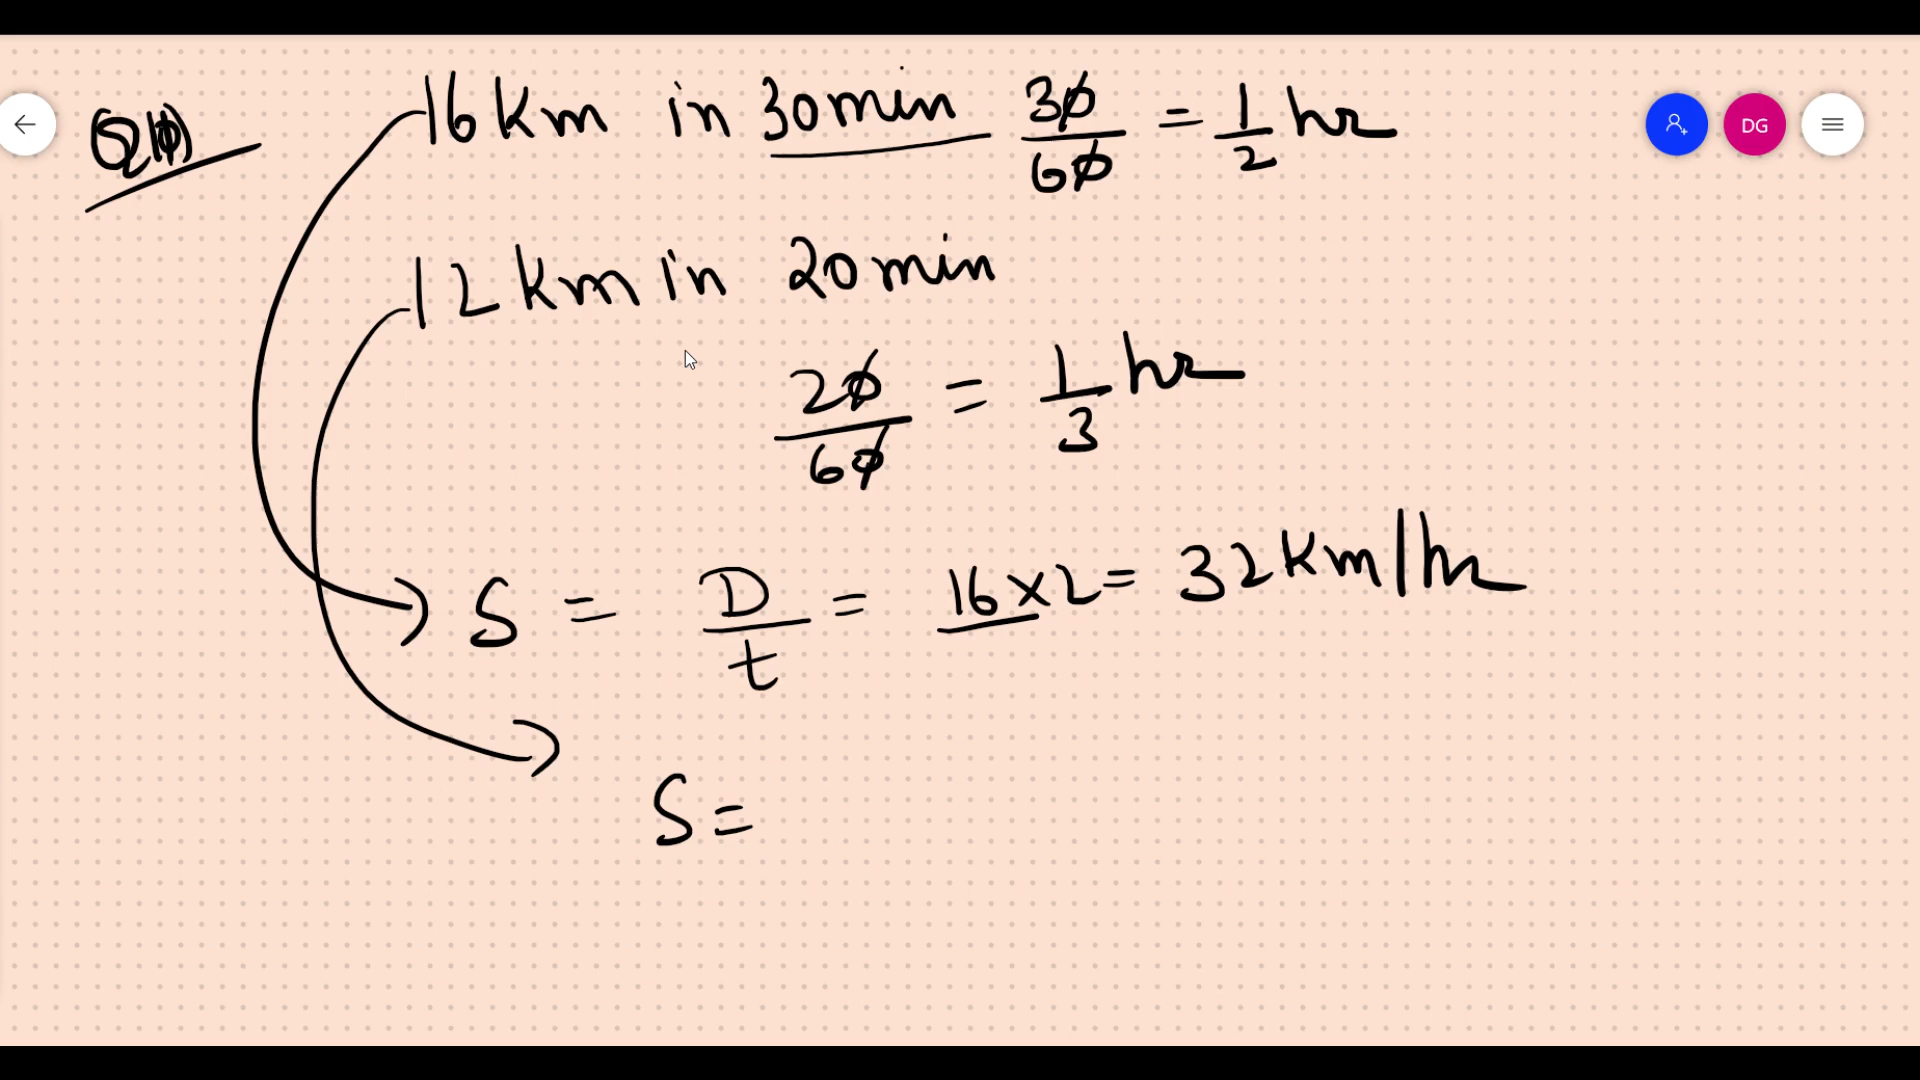 16 km in 30 min 30/60 = 1/2 hr
12 km in 20 min
20/60 = 1/3 hr
S = D/t = 16 × 2 = 32 km/hr
S =
DG